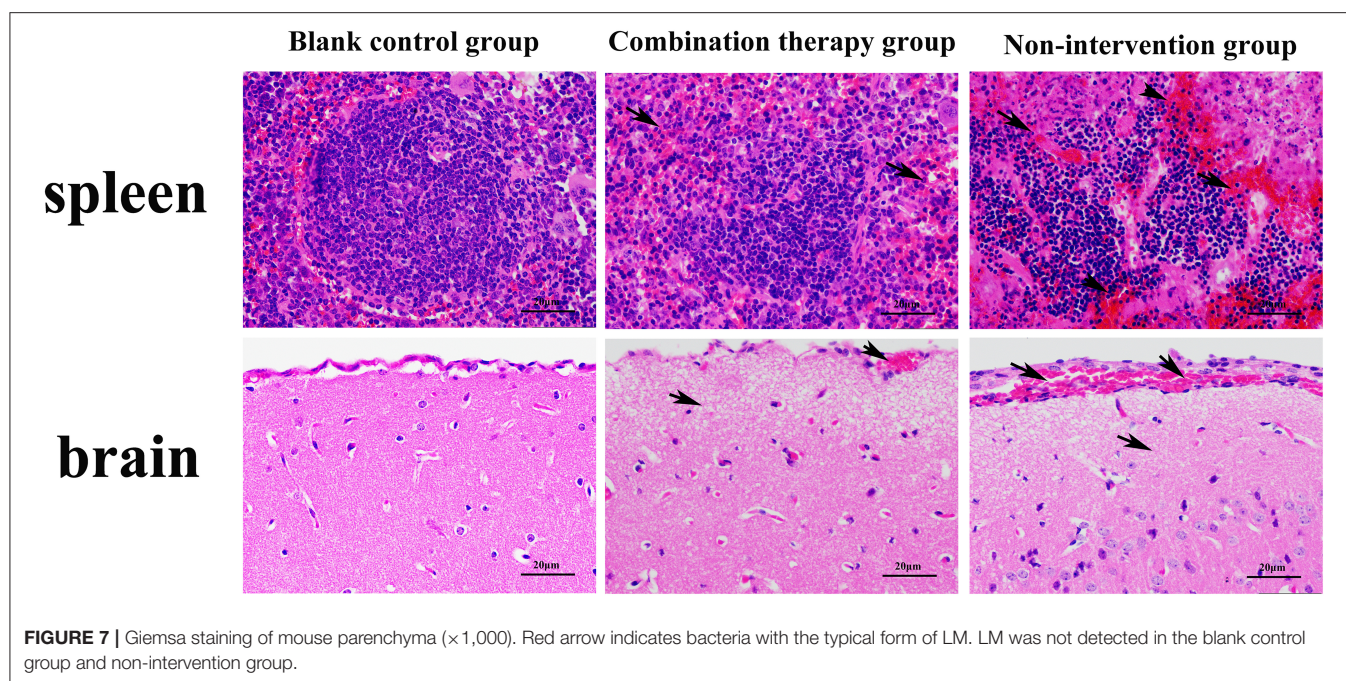 Blank control group
Combination therapy group
Non-intervention group
spleen
20μm
20μm
20μm
brain
20μm
20μm
20μm
FIGURE 7 | Giemsa staining of mouse parenchyma (×1,000). Red arrow indicates bacteria with the typical form of LM. LM was not detected in the blank control
group and non-intervention group.